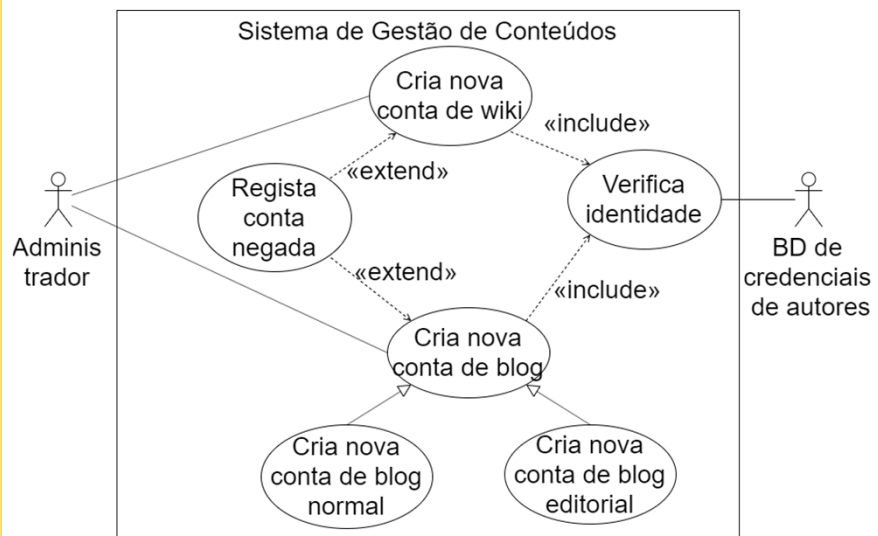 Sistema de Gestão de Conteúdos
Cria nova
conta de wiki
«include»
«extend»
Regista
conta
negada
Verifica
identidade
Adminis
trador
BD de
credenciais
de autores
«extend»
«include»
Cria nova
conta de blog
Cria nova
conta de blog
normal
Cria nova
conta de blog
editorial